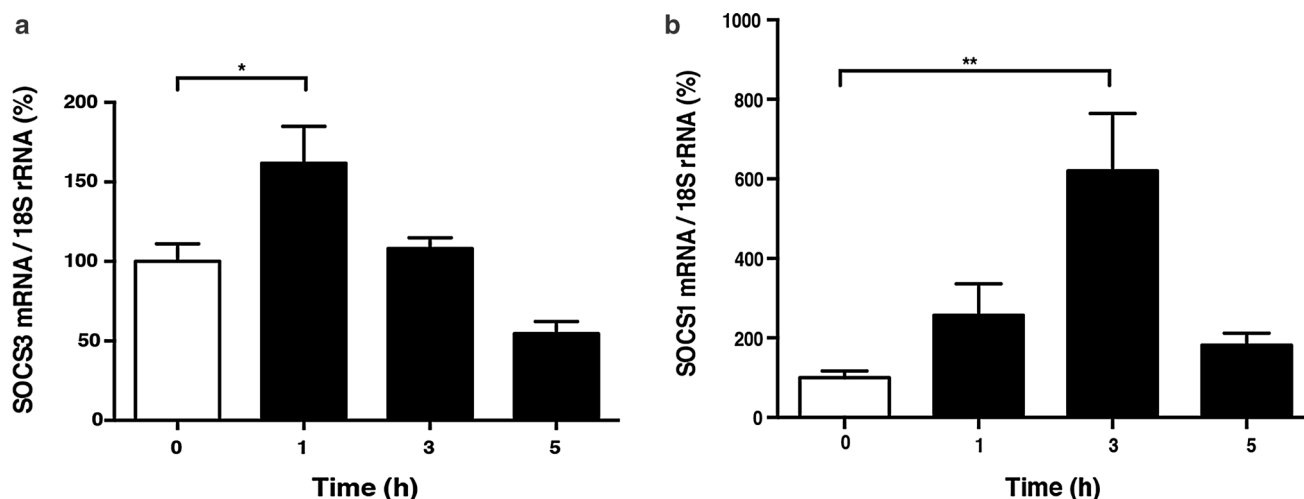 a
*
SOCS3 mRNA / 18S rRNA (%)
200
150
100
50
0
0 1 3 5
Time (h)
b
**
SOCS1 mRNA / 18S rRNA (%)
1000
800
600
400
200
0
0 1 3 5
Time (h)